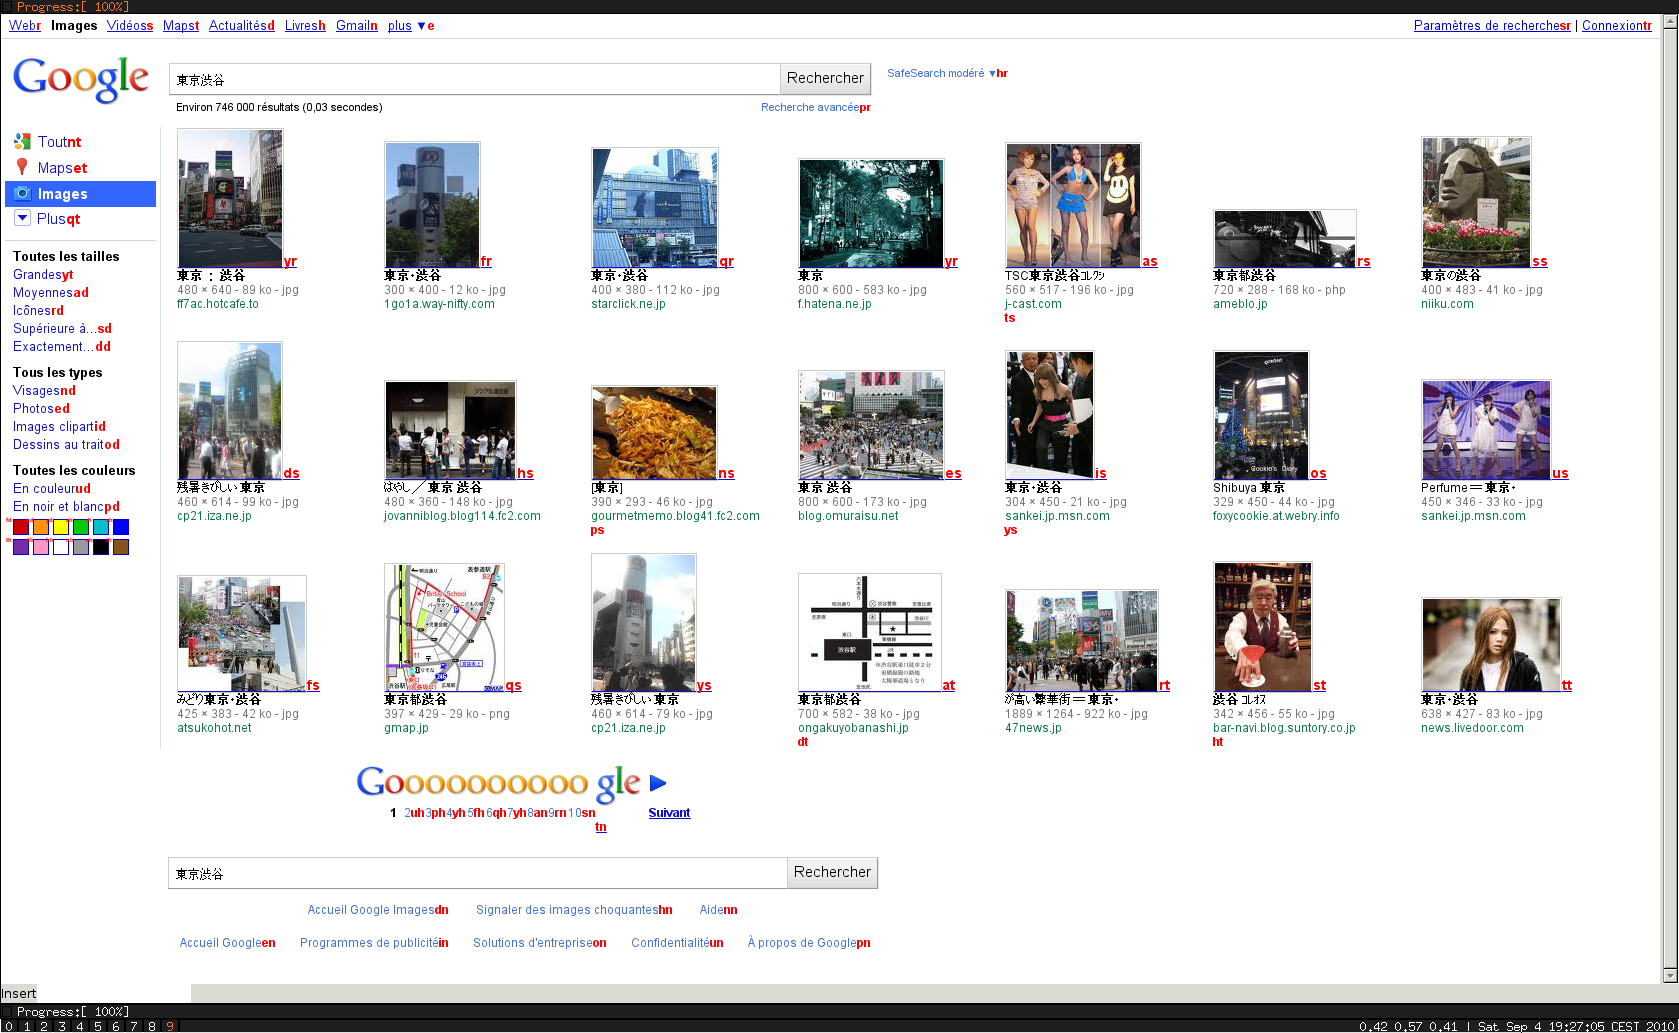 Progress:[ 100%]
Webr Images Vidéoss Mapst Actualitésd Livresh Gmailn plus ▼e
Paramètres de recherchesr | Connexiontr
Google
東京渋谷
Rechercher
SafeSearch modéré ▼hr
Environ 746 000 résultats (0,03 secondes)
Recherche avancéepr
Toutnt
Mapset
Images
Plusqt
Toutes les tailles
Grandesyt
Moyennesad
Icônesrd
Supérieure à...sd
Exactement...dd
Tous les types
Visagesnd
Photosed
Images clipartid
Dessins au traitod
Toutes les couleurs
En couleurud
En noir et blancpd
yr
東京 : 渋谷
480 × 640 - 89 ko - jpg
ff7ac.hotcafe.to
fr
東京・渋谷
300 × 400 - 12 ko - jpg
1go1a.way-nifty.com
qr
東京・渋谷
400 × 380 - 112 ko - jpg
starclick.ne.jp
yr
東京
800 × 600 - 583 ko - jpg
f.hatena.ne.jp
as
TSC東京渋谷ｺﾚｸｼ
560 × 517 - 196 ko - jpg
j-cast.com
ts
rs
東京都渋谷
720 × 288 - 168 ko - php
ameblo.jp
ss
東京の渋谷
400 × 483 - 41 ko - jpg
niiku.com
ds
残暑きびしい 東京
460 × 614 - 99 ko - jpg
cp21.iza.ne.jp
hs
はやし／東京 渋谷
480 × 360 - 148 ko - jpg
jovanniblog.blog114.fc2.com
ns
[東京]
390 × 293 - 46 ko - jpg
gourmetmemo.blog41.fc2.com
ps
es
東京 渋谷
800 × 600 - 173 ko - jpg
blog.omuraisu.net
is
東京・渋谷
304 × 450 - 21 ko - jpg
sankei.jp.msn.com
ys
Cookie's Diary
os
Shibuya 東京
329 × 450 - 44 ko - jpg
foxycookie.at.webry.info
us
Perfume＝東京・
450 × 346 - 33 ko - jpg
sankei.jp.msn.com
fs
みどり東京・渋谷
425 × 383 - 42 ko - jpg
atsukohot.net
British School
qs
東京都渋谷
397 × 429 - 29 ko - png
gmap.jp
ys
残暑きびしい 東京
460 × 614 - 79 ko - jpg
cp21.iza.ne.jp
渋谷駅
東口
JR
at
東京都渋谷
700 × 582 - 38 ko - jpg
ongakuyobanashi.jp
dt
rt
が高い繁華街＝東京・
1889 × 1264 - 922 ko - jpg
47news.jp
st
渋谷 ｺﾚｵｽ
342 × 456 - 55 ko - jpg
bar-navi.blog.suntory.co.jp
ht
tt
東京・渋谷
638 × 427 - 83 ko - jpg
news.livedoor.com
Goooooooooo gle
1 2uh3ph4yh5fh6qh7yh8an9rn10sn
Suivant
tn
東京渋谷
Rechercher
Accueil Google Imagesdn Signaler des images choquanteshn Aidenn
Accueil Googleen Programmes de publicitéin Solutions d'entrepriseon Confidentialitéun À propos de Googlepn
Insert
Progress:[ 100%]
0 1 2 3 4 5 6 7 8 9
0.42 0.57 0.41 | Sat Sep 4 19:27:05 CEST 2010